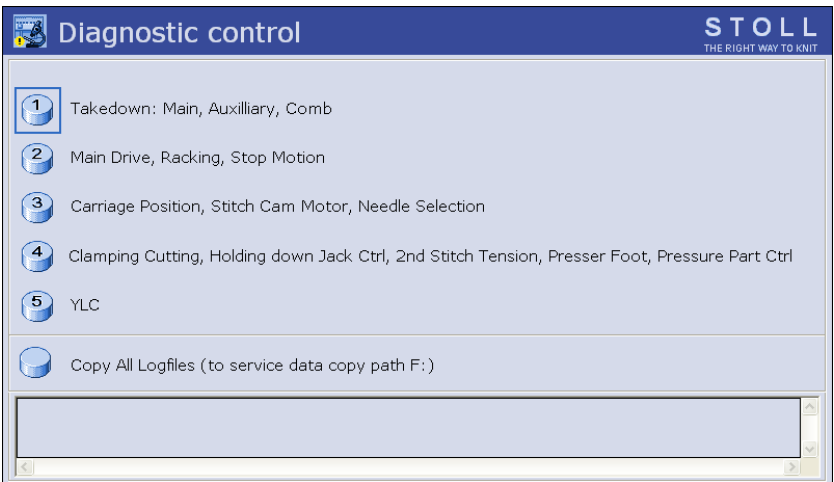 Diagnostic control
STOLL
THE RIGHT WAY TO KNIT
1 Takedown: Main, Auxilliary, Comb
2 Main Drive, Racking, Stop Motion
3 Carriage Position, Stitch Cam Motor, Needle Selection
4 Clamping Cutting, Holding down Jack Ctrl, 2nd Stitch Tension, Presser Foot, Pressure Part Ctrl
5 YLC
Copy All Logfiles (to service data copy path F:)